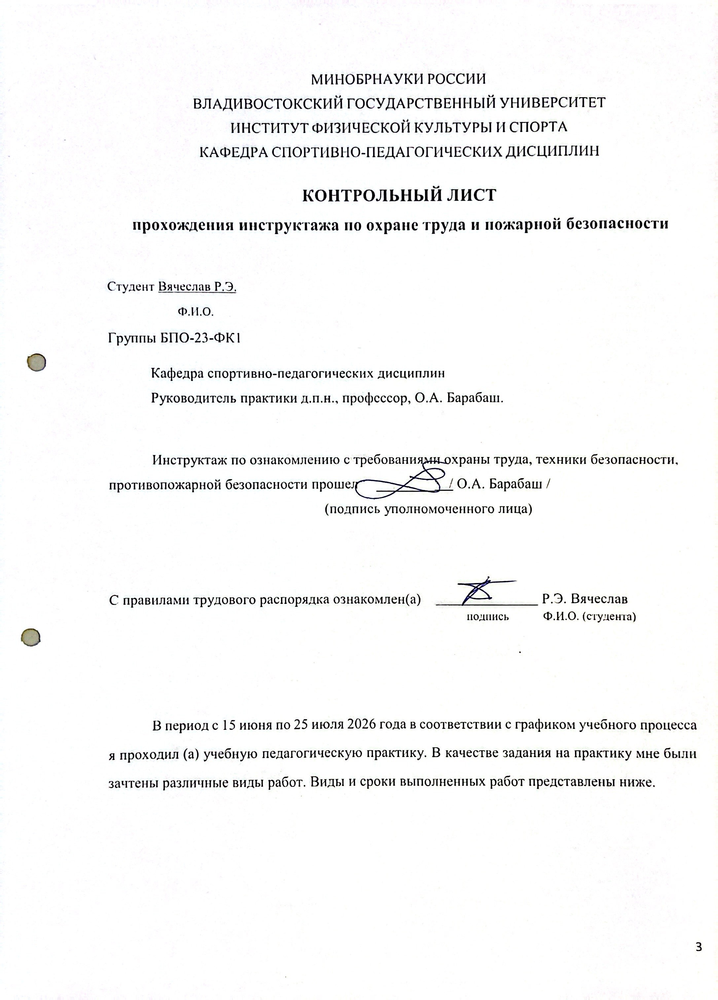 МИНОБРНАУКИ РОССИИ
ВЛАДИВОСТОКСКИЙ ГОСУДАРСТВЕННЫЙ УНИВЕРСИТЕТ
ИНСТИТУТ ФИЗИЧЕСКОЙ КУЛЬТУРЫ И СПОРТА
КАФЕДРА СПОРТИВНО-ПЕДАГОГИЧЕСКИХ ДИСЦИПЛИН
КОНТРОЛЬНЫЙ ЛИСТ
прохождения инструктажа по охране труда и пожарной безопасности
Студент Вячеслав Р.Э.
Ф.И.О.
Группы БПО-23-ФК1
Кафедра спортивно-педагогических дисциплин
Руководитель практики д.п.н., профессор, О.А. Барабаш.
Инструктаж по ознакомлению с требованиями охраны труда, техники безопасности,
противопожарной безопасности прошел ____________/ О.А. Барабаш /
(подпись уполномоченного лица)
С правилами трудового распорядка ознакомлен(а) ________________ Р.Э. Вячеслав
подпись Ф.И.О. (студента)
В период с 15 июня по 25 июля 2026 года в соответствии с графиком учебного процесса
я проходил (а) учебную педагогическую практику. В качестве задания на практику мне были
зачтены различные виды работ. Виды и сроки выполненных работ представлены ниже.
3